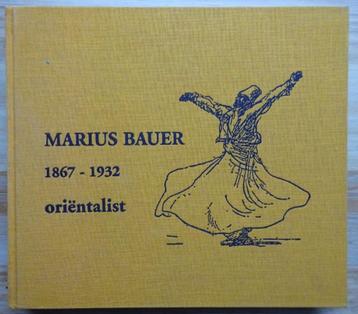 MARIUS BAUER
1867 - 1932
oriëntalist